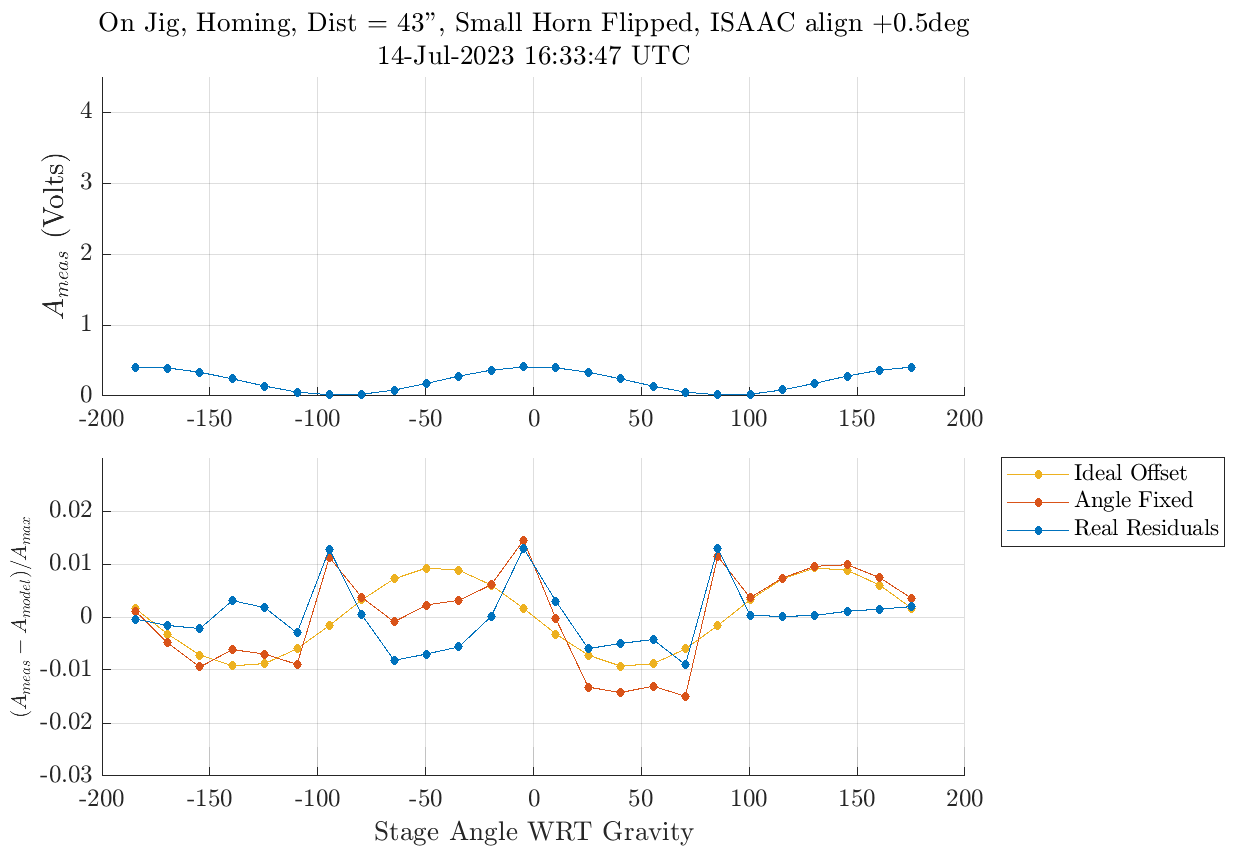 On Jig, Homing, Dist = 43”, Small Horn Flipped, ISAAC align +0.5deg
14-Jul-2023 16:33:47 UTC
A_meas (Volts)
4
3
2
1
0
-200 -150 -100 -50 0 50 100 150 200
(A_meas − A_model)/A_max
0.02
0.01
0
-0.01
-0.02
-0.03
-200 -150 -100 -50 0 50 100 150 200
Stage Angle WRT Gravity
Ideal Offset
Angle Fixed
Real Residuals